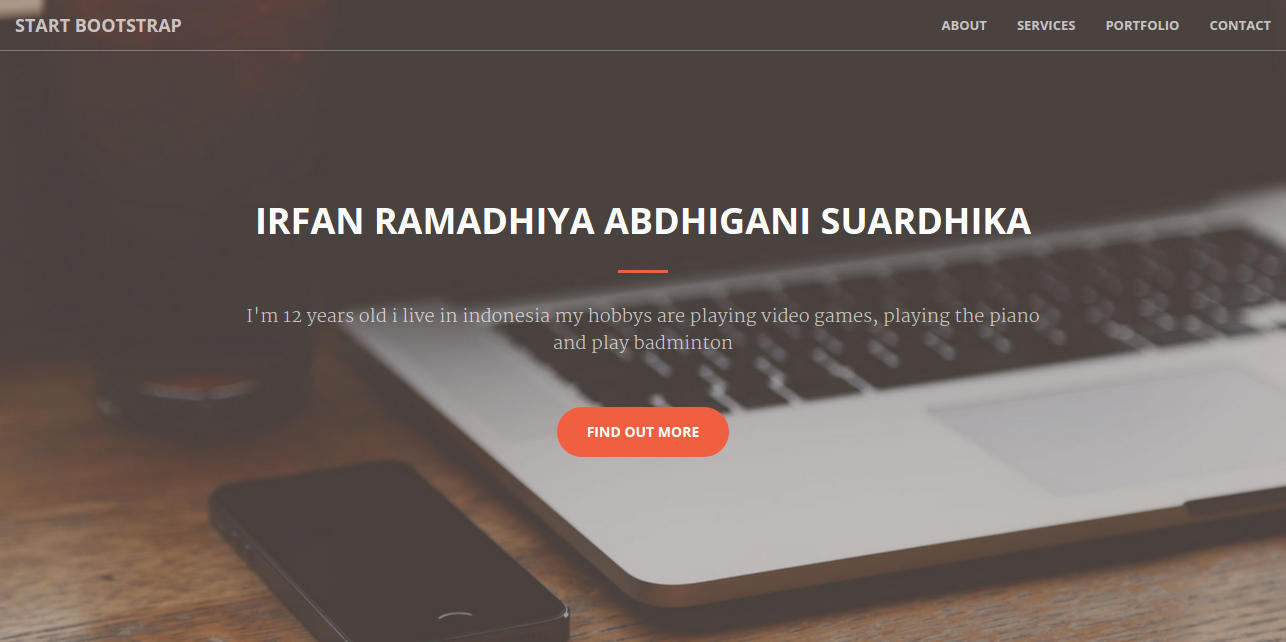 START BOOTSTRAP
ABOUT SERVICES PORTFOLIO CONTACT
IRFAN RAMADHIYA ABDHIGANI SUARDHIKA
I'm 12 years old i live in indonesia my hobbys are playing video games, playing the piano
and play badminton
FIND OUT MORE